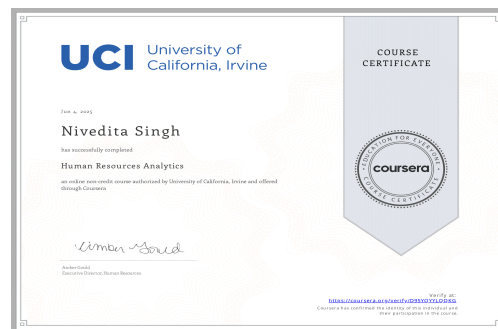 UCI University of
California, Irvine
COURSE
CERTIFICATE
Jun 4, 2025
Nivedita Singh
has successfully completed
Human Resources Analytics
an online non-credit course authorized by University of California, Irvine and offered
through Coursera
EDUCATION FOR EVERYONE
coursera
COURSE CERTIFICATE
Amber Gould
Amber Gould
Executive Director, Human Resources
Verify at:
Coursera has confirmed the identity of this individual and
their participation in the course.